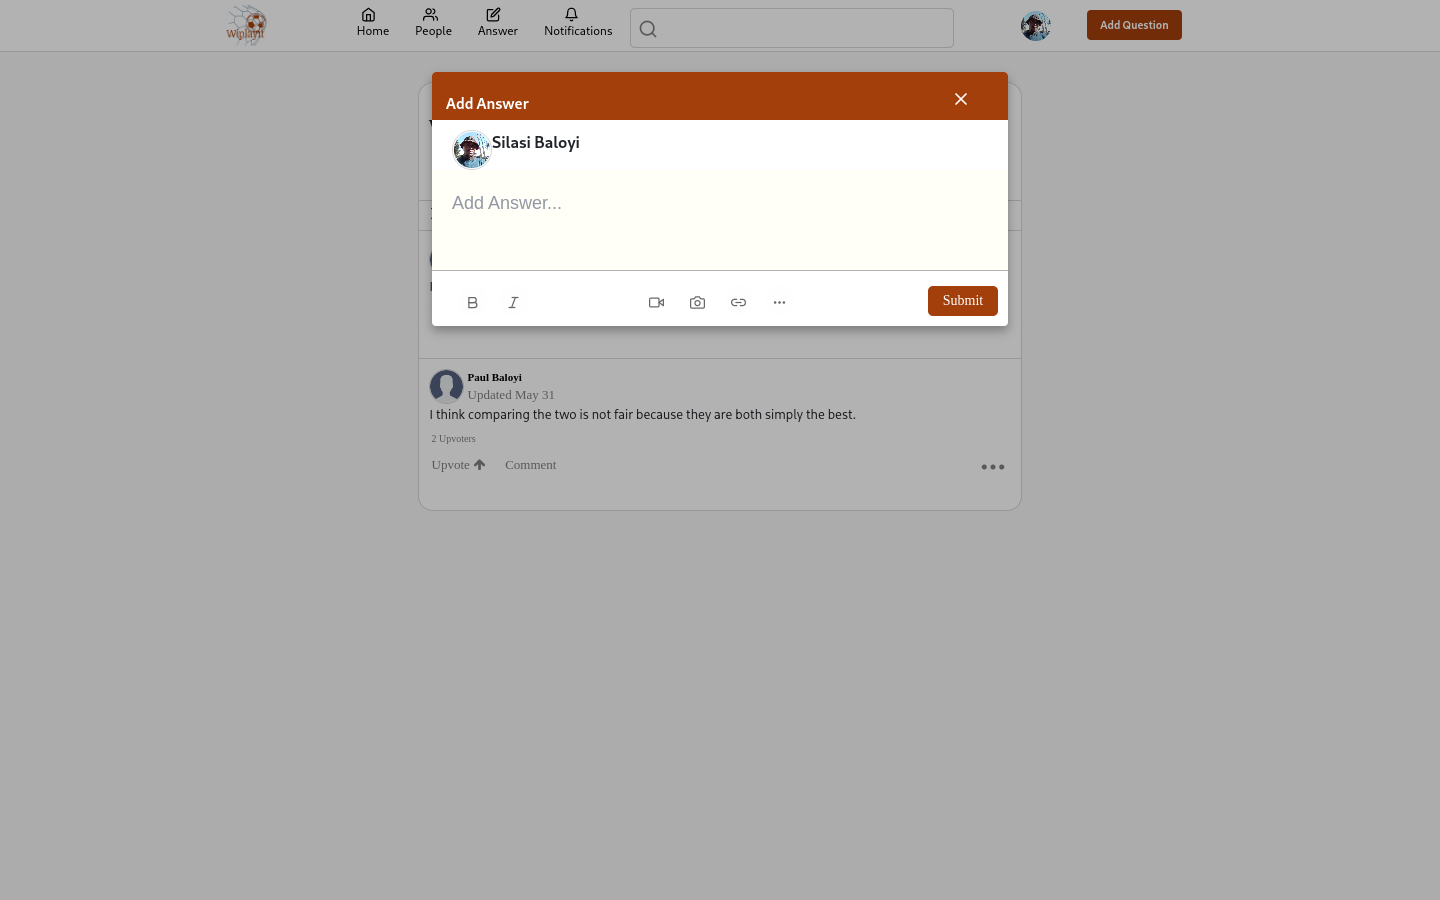 Wiplayit
Home
People
Answer
Notifications
Add Question
Add Answer
Silasi Baloyi
Add Answer...
Submit
Paul Baloyi
Updated May 31
I think comparing the two is not fair because they are both simply the best.
2 Upvoters
Upvote
Comment